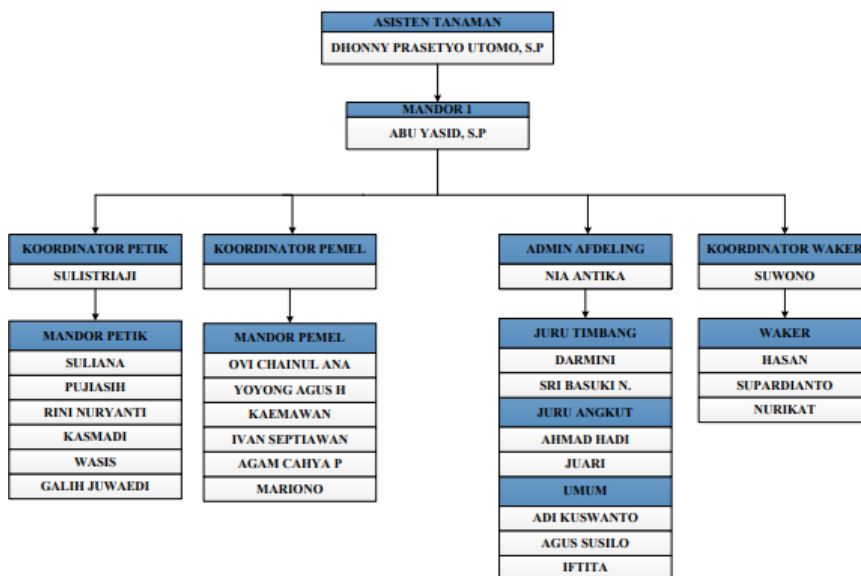 ASISTEN TANAMAN
DHONNY PRASETYO UTOMO, S.P
MANDOR 1
ABU YASID, S.P
KOORDINATOR PETIK
SULISTRIAJI
MANDOR PETIK
SULIANA
PUJIASIH
RINI NURYANTI
KASMADI
WASIS
GALIH JUWAEDI
KOORDINATOR PEMEL
MANDOR PEMEL
OVI CHAINUL ANA
YOYONG AGUS H
KAEMAWAN
IVAN SEPTIAWAN
AGAM CAHYA P
MARIONO
ADMIN AFDELING
NIA ANTIKA
JURU TIMBANG
DARMINI
SRI BASUKI N.
JURU ANGKUT
AHMAD HADI
JUARI
UMUM
ADI KUSWANTO
AGUS SUSILO
IFTITA
KOORDINATOR WAKER
SUWONO
WAKER
HASAN
SUPARDIANTO
NURIKAT